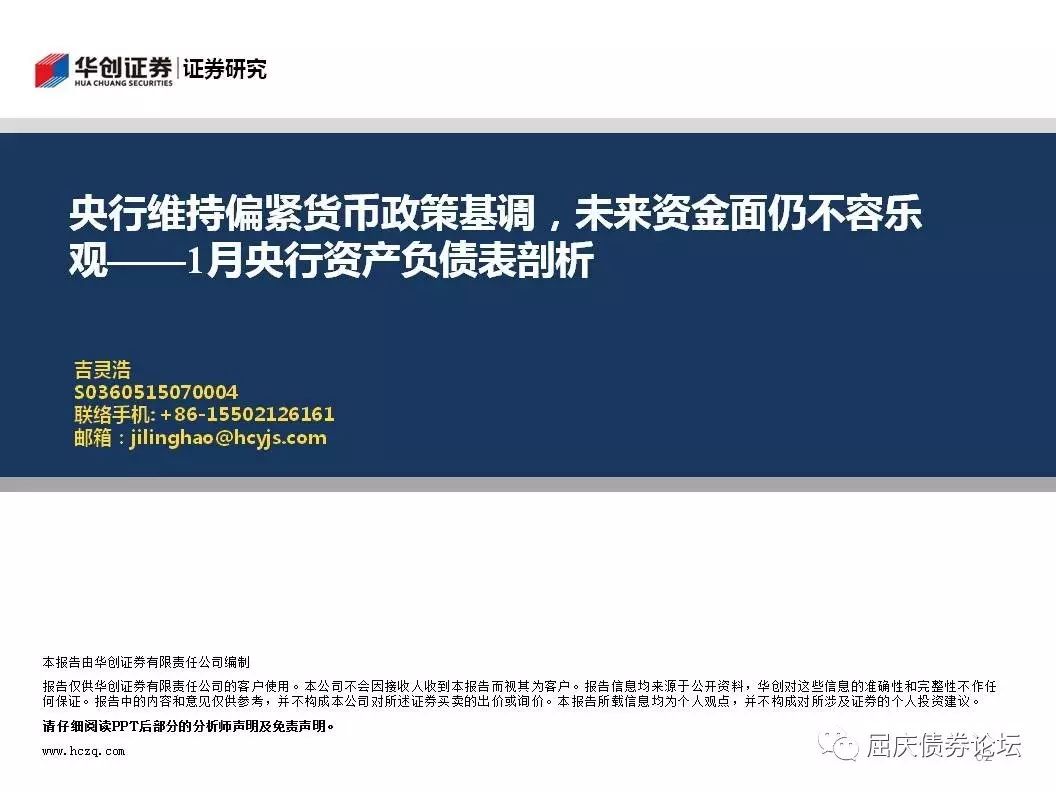 华创证券 证券研究
HUA CHUANG SECURITIES
央行维持偏紧货币政策基调，未来资金面仍不容乐
观——1月央行资产负债表剖析
吉灵浩
S0360515070004
联络手机: +86-15502126161
邮箱：jilinghao@hcyjs.com
本报告由华创证券有限责任公司编制
报告仅供华创证券有限责任公司的客户使用。本公司不会因接收人收到本报告而视其为客户。报告信息均来源于公开资料，华创对这些信息的准确性和完整性不作任
何保证。报告中的内容和意见仅供参考，并不构成本公司对所述证券买卖的出价或询价。本报告所载信息均为个人观点，并不构成对所涉及证券的个人投资建议。
请仔细阅读PPT后部分的分析师声明及免责声明。
www.hczq.com
屈庆债券论坛